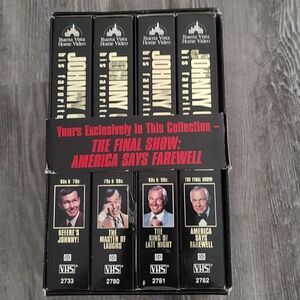 Buena Vista
Home Video
Buena Vista
Home Video
Buena Vista
Home Video
Buena Vista
Home Video
JOHNNY
his favorite
JOHNNY
his favorite
JOHNNY
his favorite
JOHNNY
his favorite
Yours Exclusively In This Collection –
THE FINAL SHOW:
AMERICA SAYS FAREWELL
'60s & '70s:
HEEERE'S
JOHNNY!
VHS
2733
'70s & '80s:
THE MASTER
OF LAUGHS
VHS
2780
'80s & '90s:
THE
KING OF
LATE NIGHT
VHS
2781
THE FINAL SHOW:
AMERICA
SAYS
FAREWELL
VHS
2782